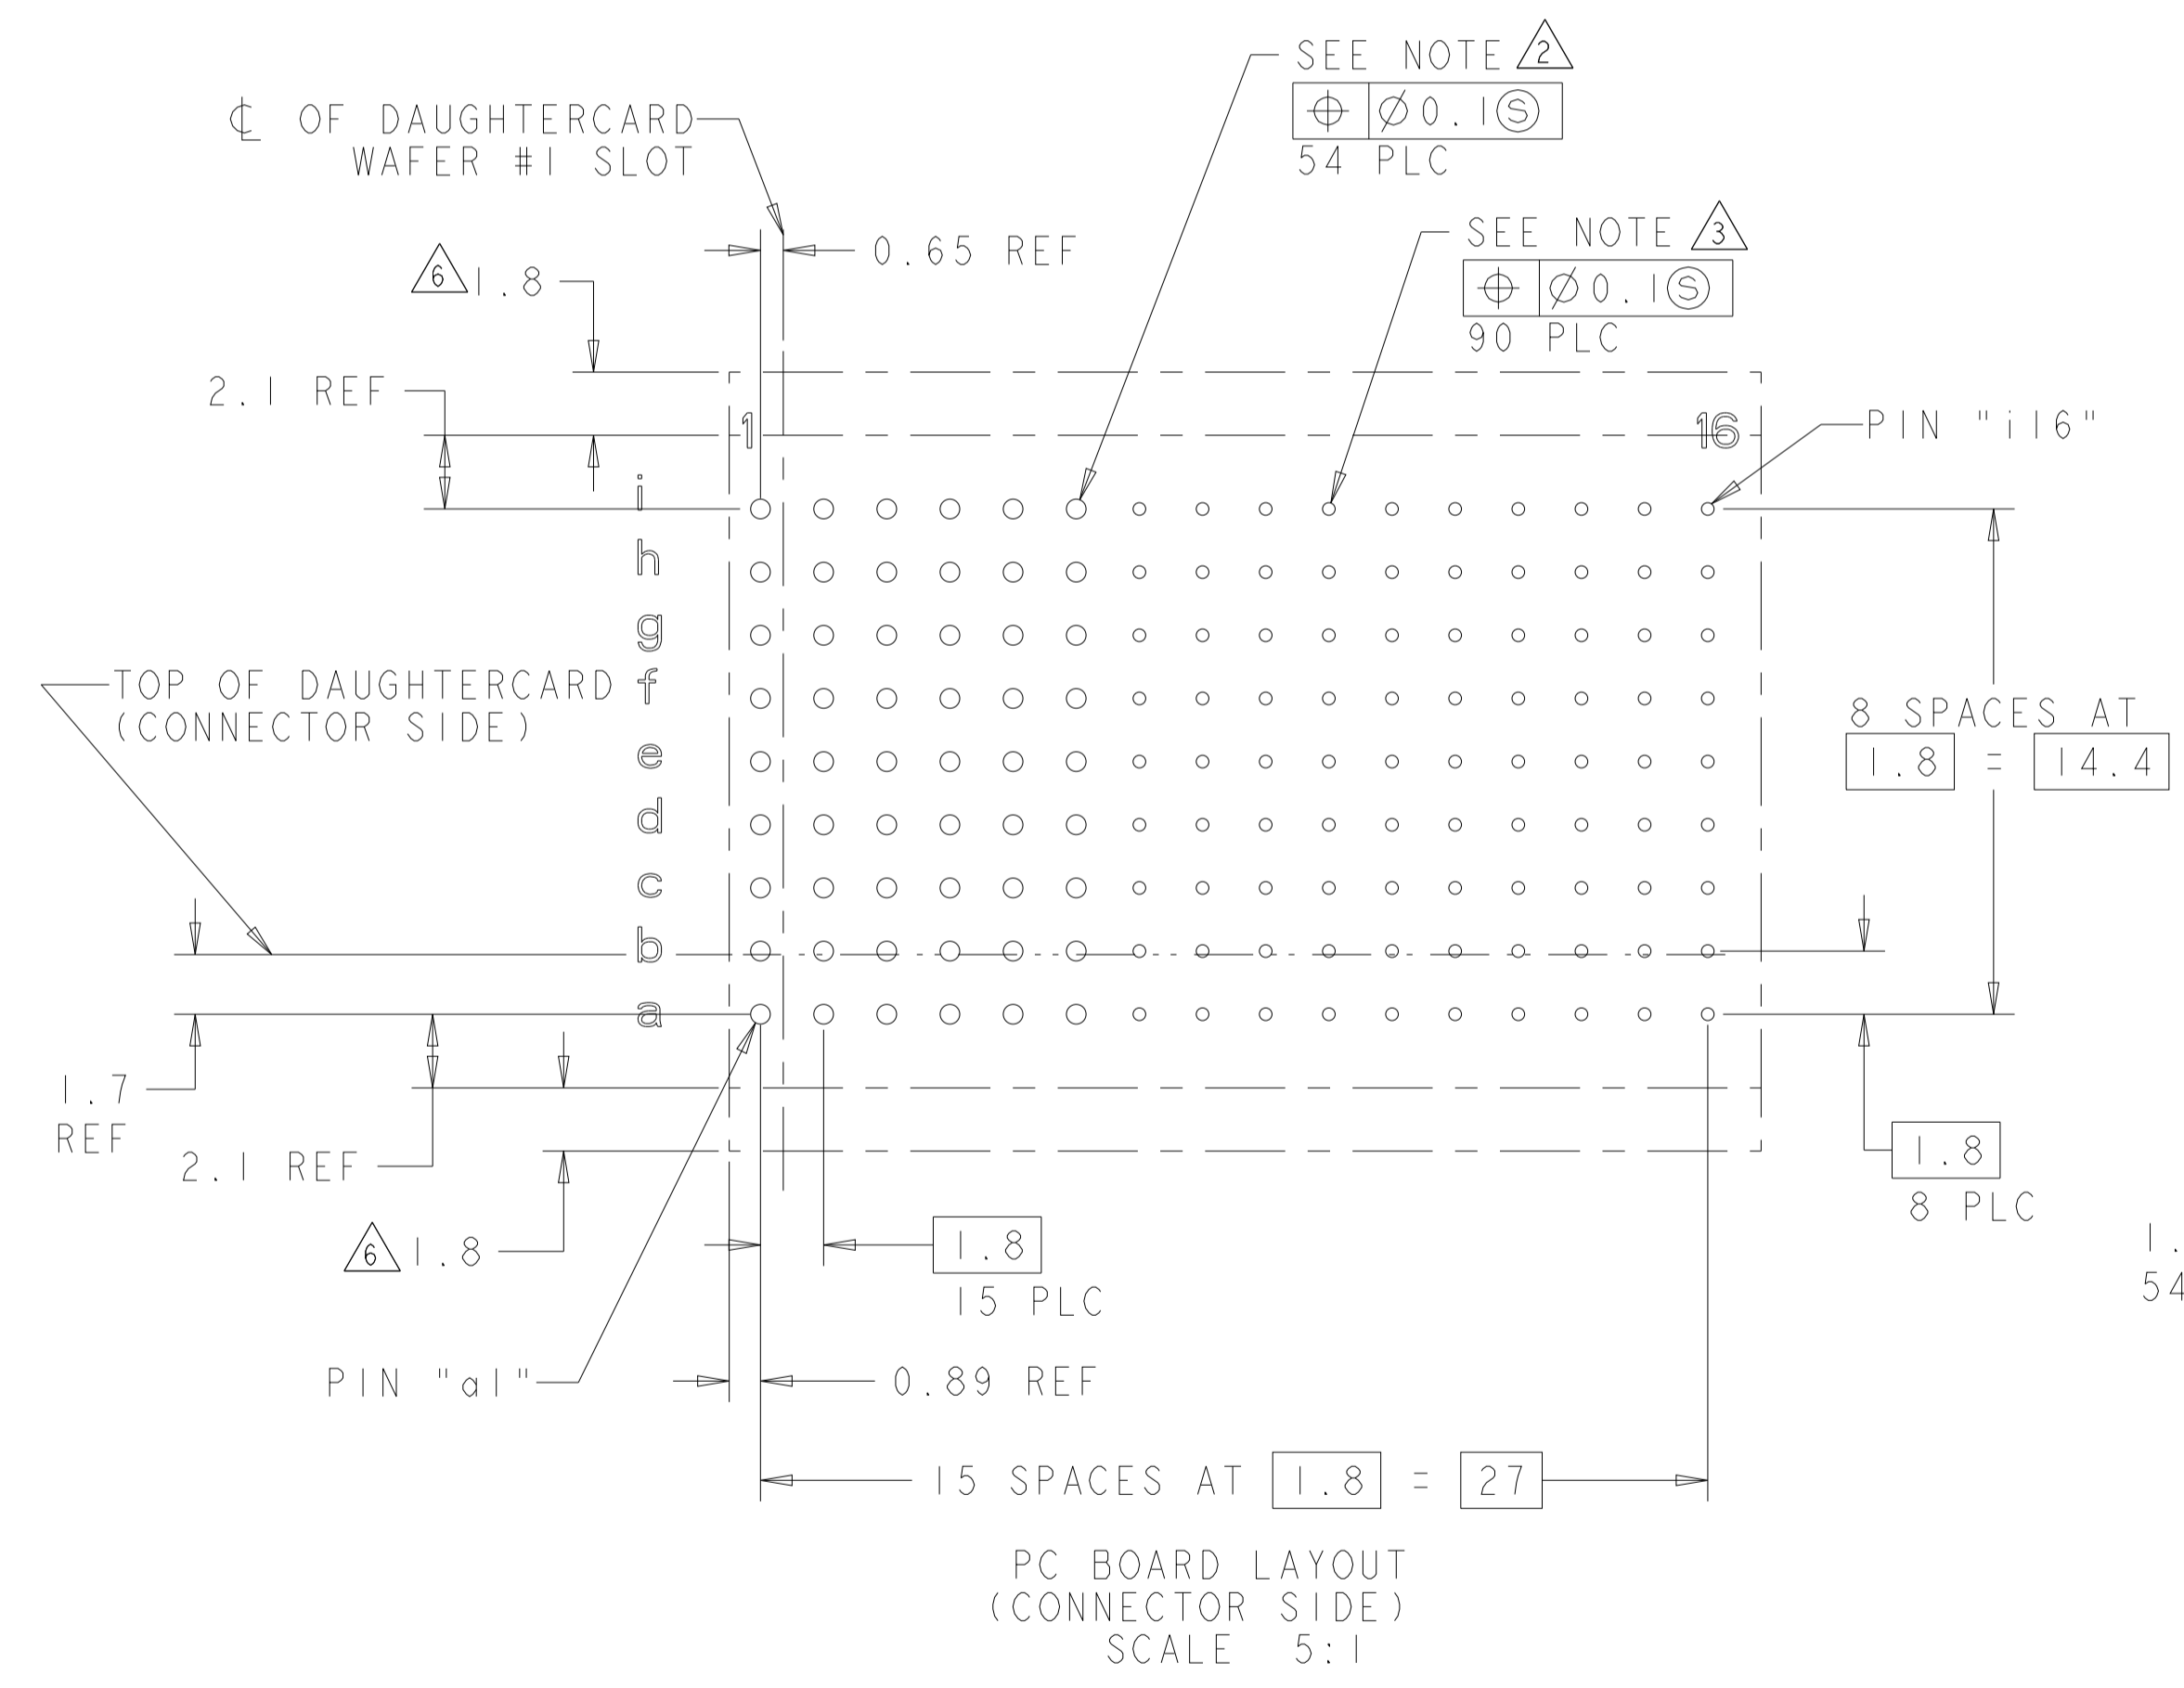 SEE NOTE 2
⌖ ⌀0.1Ⓢ
54 PLC
℄ OF DAUGHTERCARD
WAFER #1 SLOT
0.65 REF
SEE NOTE 3
⌖ ⌀0.1Ⓢ
90 PLC
6 1.8
2.1 REF
1
16
PIN "i16"
i
h
g
f
e
d
c
b
a
TOP OF DAUGHTERCARD
(CONNECTOR SIDE)
8 SPACES AT
1.8 = 14.4
1.7
REF
2.1 REF
6 1.8
1.8
8 PLC
1.8
15 PLC
1.
54
PIN "a1"
0.89 REF
15 SPACES AT 1.8 = 27
PC BOARD LAYOUT
(CONNECTOR SIDE)
SCALE 5:1